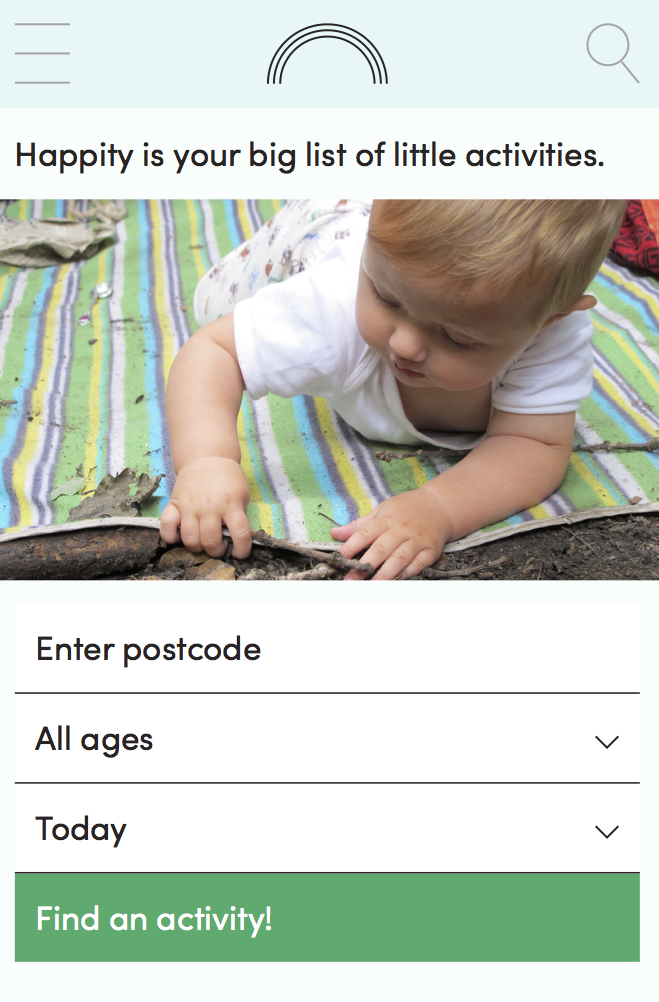 Happity is your big list of little activities.
Enter postcode
All ages
Today
Find an activity!